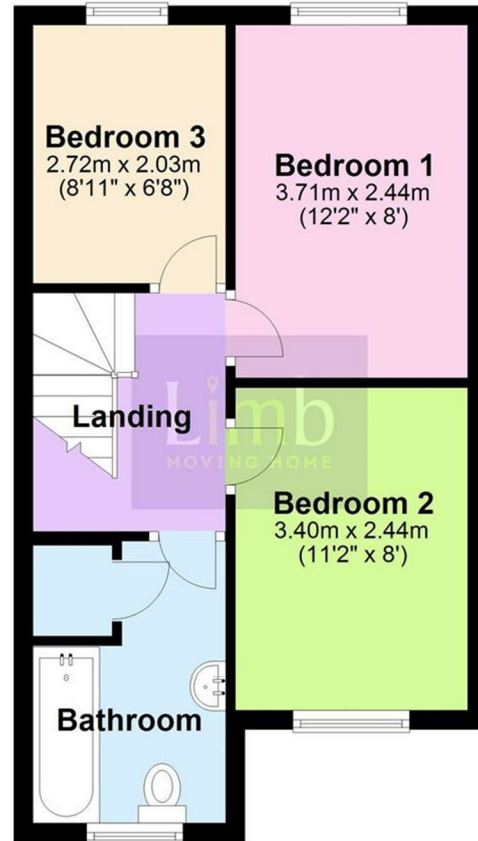 Bedroom 3
2.72m x 2.03m
(8'11" x 6'8")
Bedroom 1
3.71m x 2.44m
(12'2" x 8')
Landing
Limb
MOVING HOME
Bedroom 2
3.40m x 2.44m
(11'2" x 8')
Bathroom